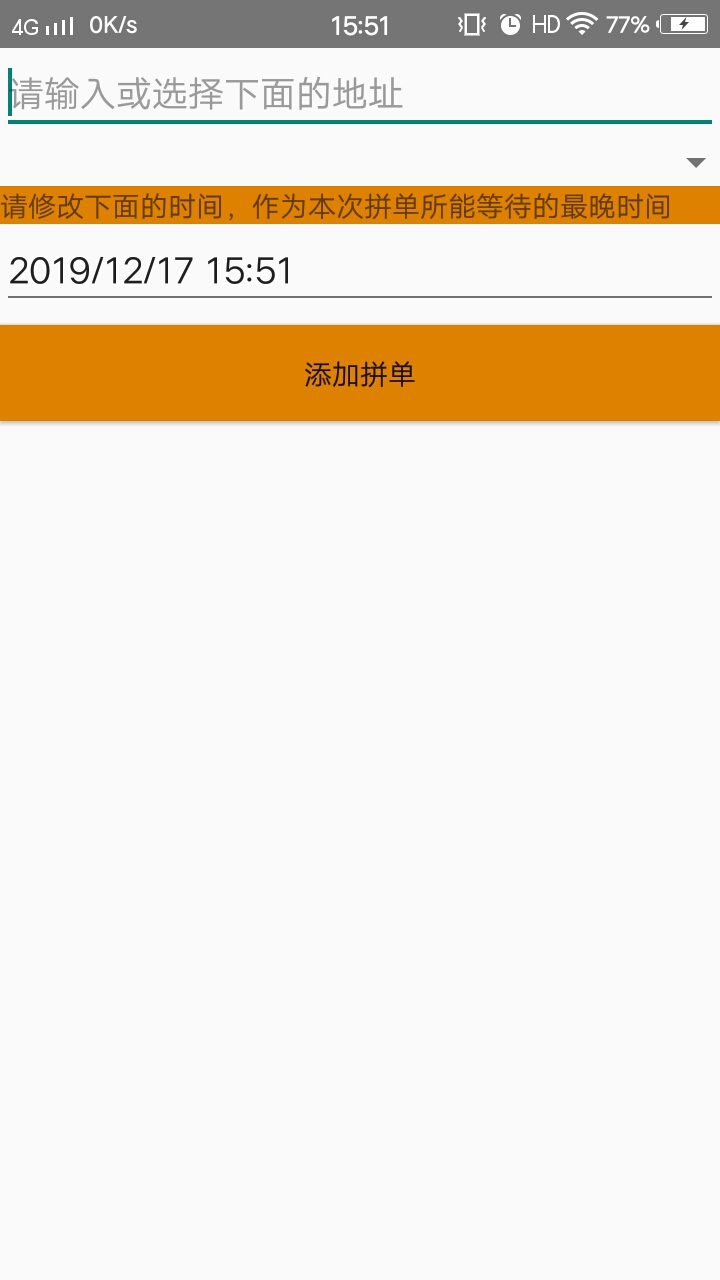 4G 0K/s 15:51 HD 77%
请输入或选择下面的地址
请修改下面的时间，作为本次拼单所能等待的最晚时间
2019/12/17 15:51
添加拼单